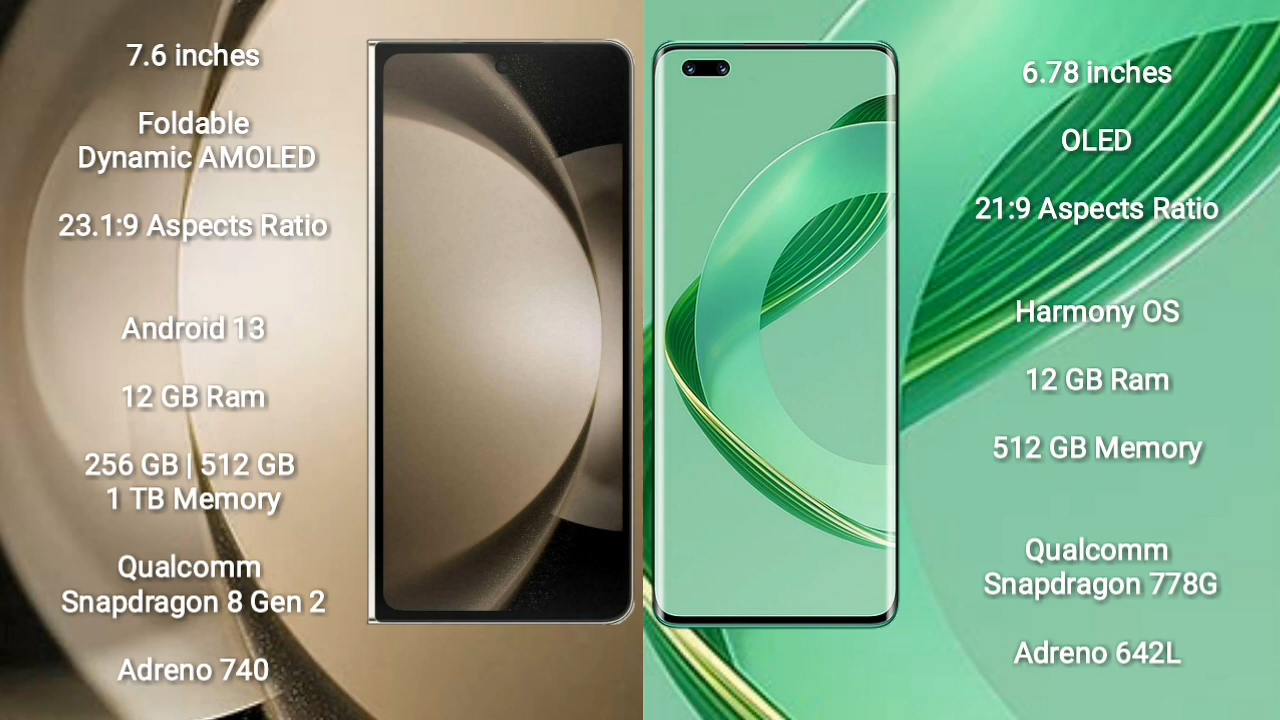 7.6 inches
Foldable
Dynamic AMOLED
23.1:9 Aspects Ratio
Android 13
12 GB Ram
256 GB | 512 GB
1 TB Memory
Qualcomm
Snapdragon 8 Gen 2
Adreno 740
6.78 inches
OLED
21:9 Aspects Ratio
Harmony OS
12 GB Ram
512 GB Memory
Qualcomm
Snapdragon 778G
Adreno 642L